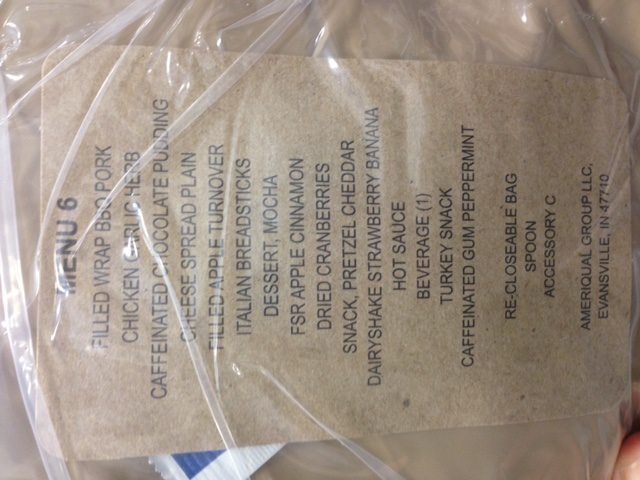 MENU 6
FILLED WRAP BBQ PORK
CHICKEN GARLIC HERB
CAFFEINATED CHOCOLATE PUDDING
CHEESE SPREAD PLAIN
FILLED APPLE TURNOVER
ITALIAN BREADSTICKS
DESSERT, MOCHA
FSR APPLE CINNAMON
DRIED CRANBERRIES
SNACK, PRETZEL CHEDDAR
DAIRYSHAKE STRAWBERRY BANANA
HOT SAUCE
BEVERAGE (1)
TURKEY SNACK
CAFFEINATED GUM PEPPERMINT
RE-CLOSEABLE BAG
SPOON
ACCESSORY C
AMERIQUAL GROUP LLC,
EVANSVILLE, IN 47710